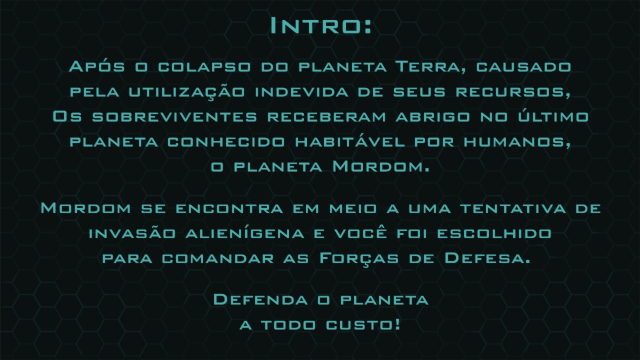 Intro:
Após o colapso do planeta Terra, causado
pela utilização indevida de seus recursos,
Os sobreviventes receberam abrigo no último
planeta conhecido habitável por humanos,
o planeta Mordom.
Mordom se encontra em meio a uma tentativa de
invasão alienígena e você foi escolhido
para comandar as Forças de Defesa.
Defenda o planeta
a todo custo!